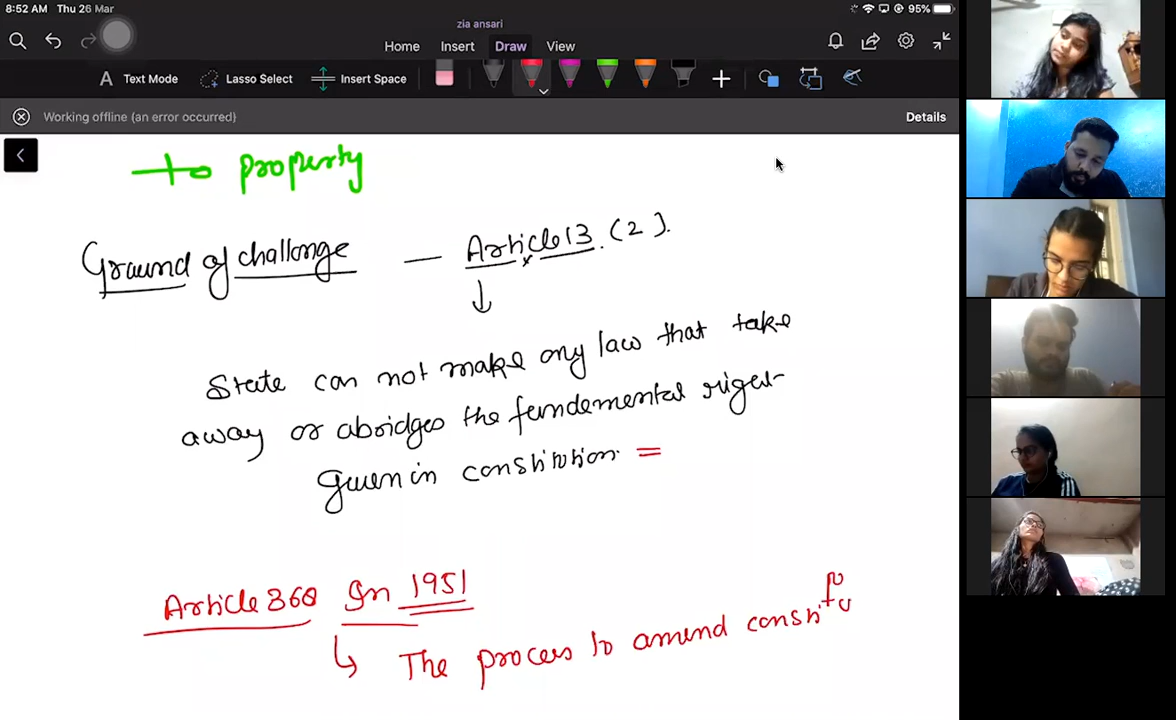 8:52 AM Thu 26 Mar
95%
zia ansari
Home Insert Draw View
Text Mode Lasso Select Insert Space
Working offline (an error occurred)
Details
to property
Ground of challenge — Article 13. (2).
State can not make any law that take
away or abridges the fundemental right
given in constitution =
Article 368 In 1951
The process to amend constitu